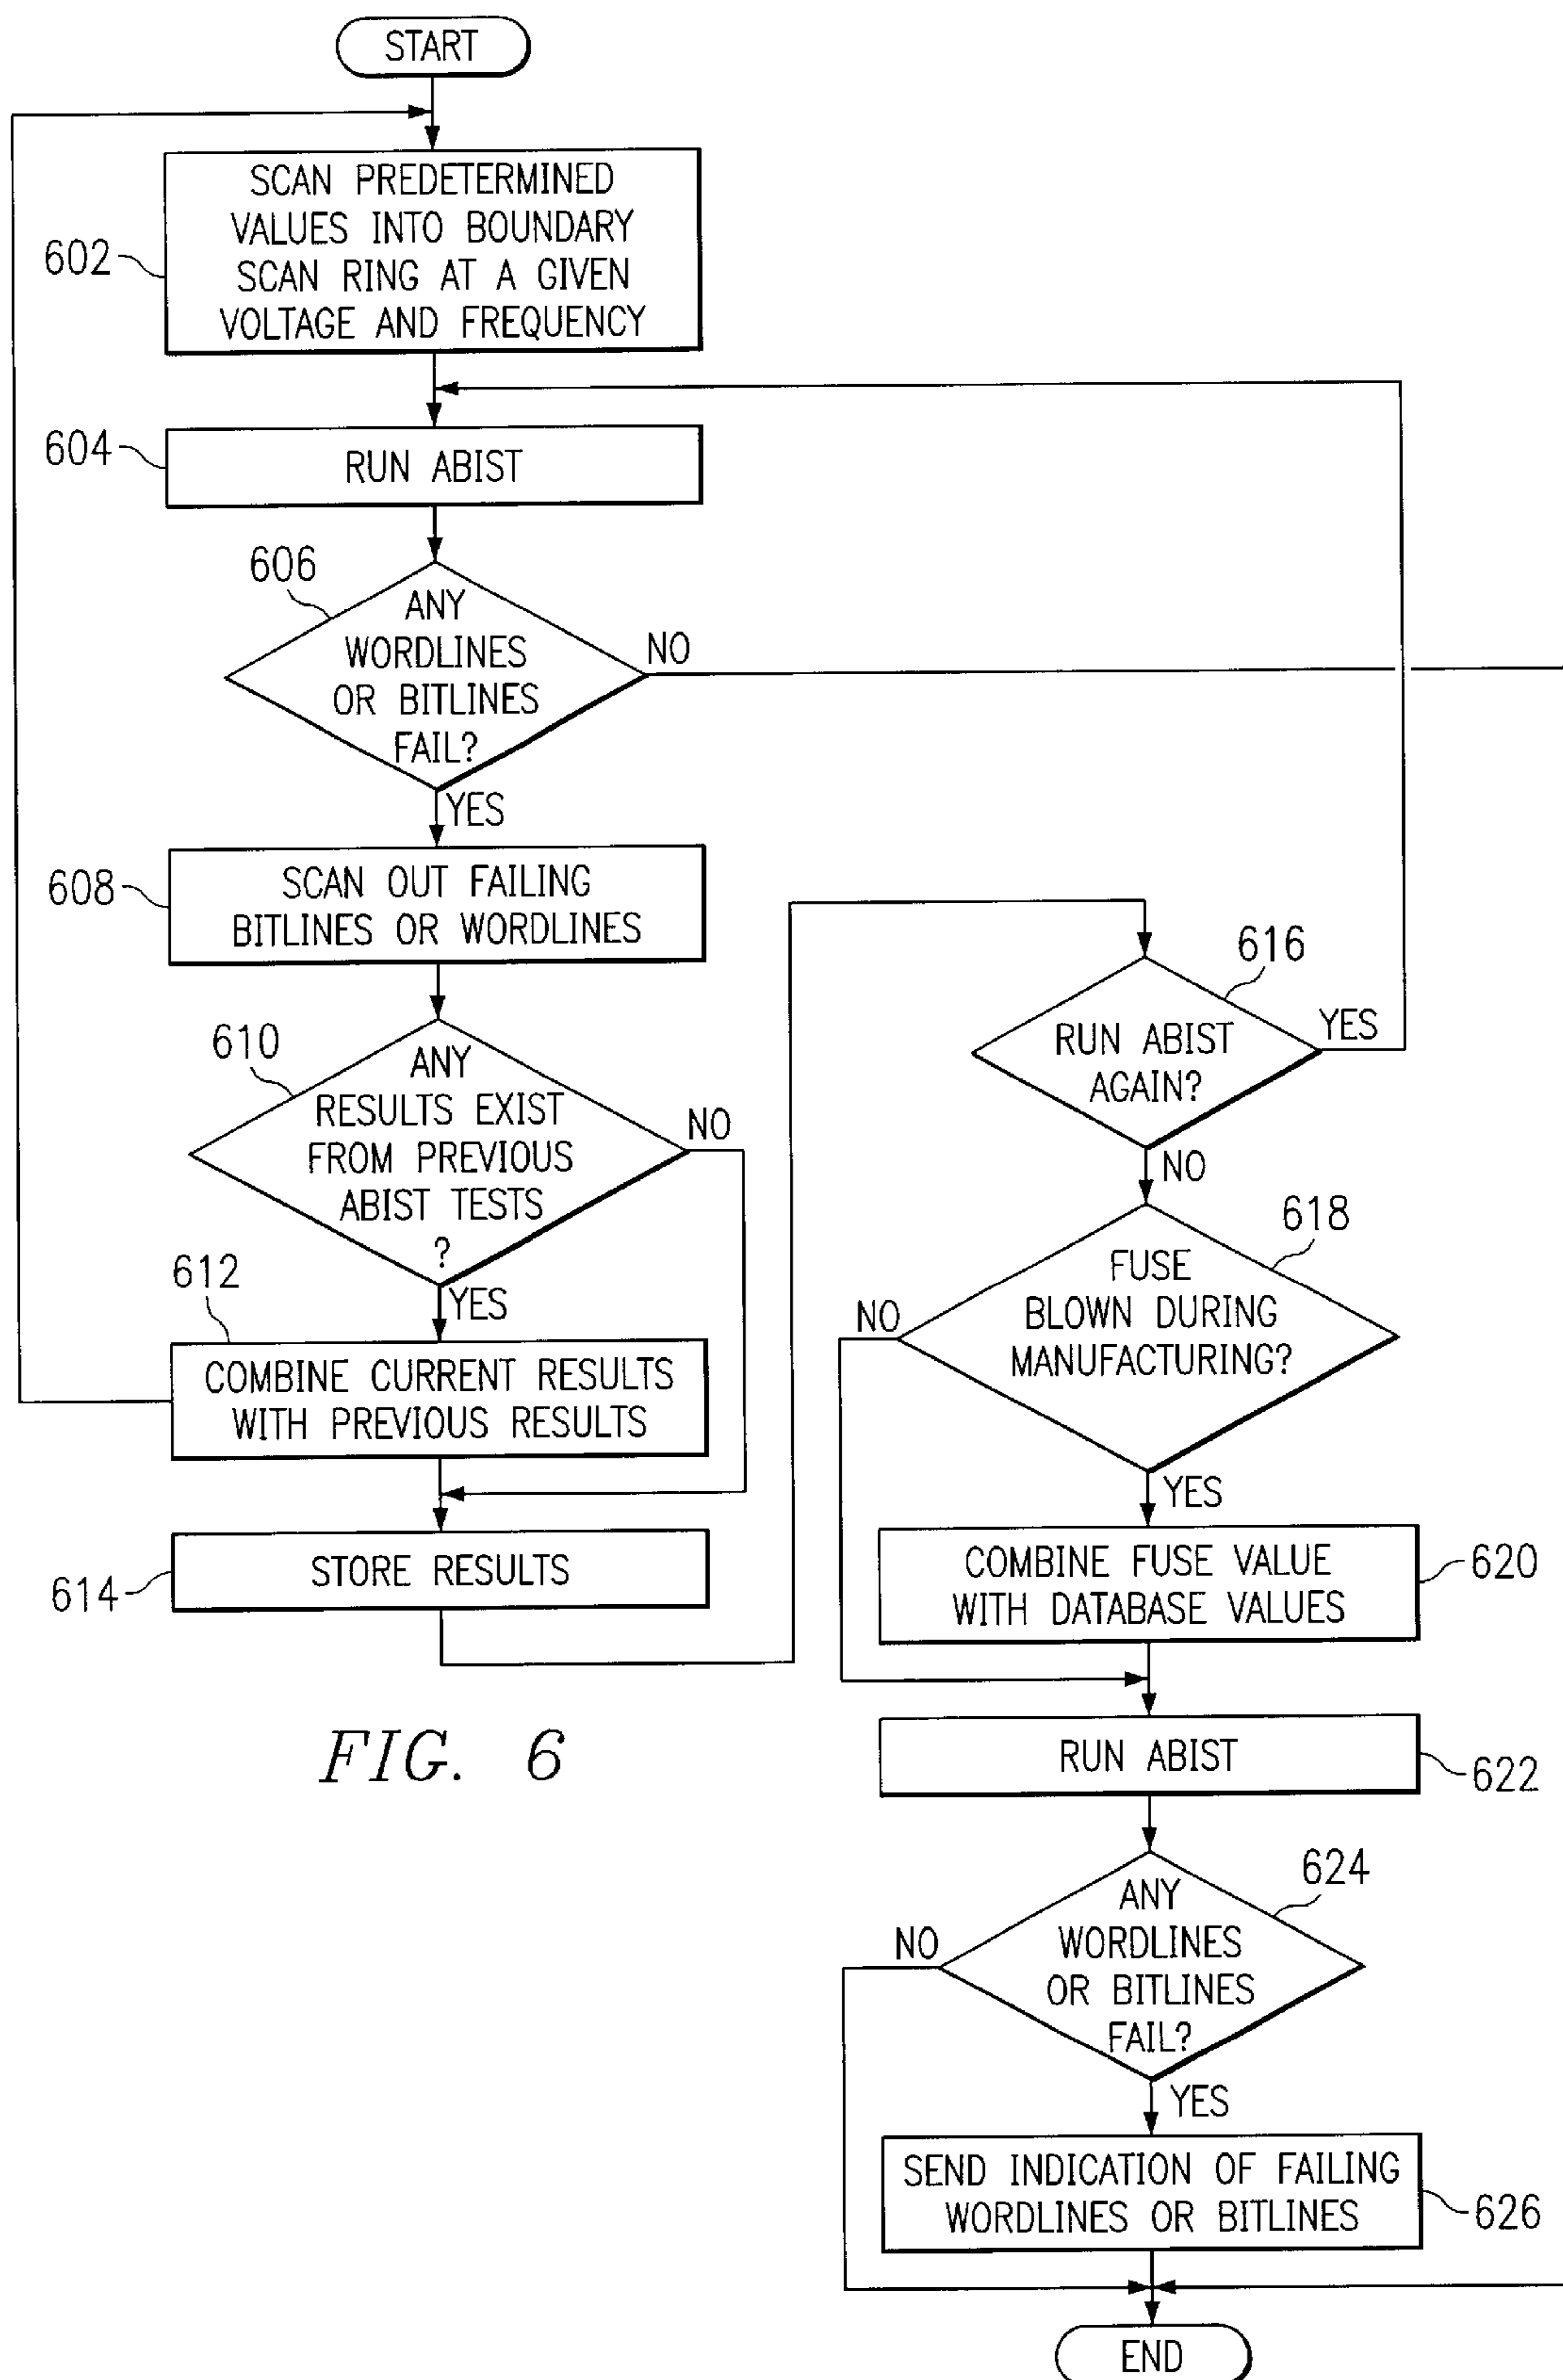 START
602
SCAN PREDETERMINED
VALUES INTO BOUNDARY
SCAN RING AT A GIVEN
VOLTAGE AND FREQUENCY
604
RUN ABIST
606
ANY
WORDLINES
OR BITLINES
FAIL?
NO
YES
608
SCAN OUT FAILING
BITLINES OR WORDLINES
610
ANY
RESULTS EXIST
FROM PREVIOUS
ABIST TESTS
?
NO
YES
612
COMBINE CURRENT RESULTS
WITH PREVIOUS RESULTS
614
STORE RESULTS
616
RUN ABIST
AGAIN?
YES
NO
618
FUSE
BLOWN DURING
MANUFACTURING?
NO
YES
COMBINE FUSE VALUE
WITH DATABASE VALUES
620
RUN ABIST
622
624
ANY
WORDLINES
OR BITLINES
FAIL?
NO
YES
SEND INDICATION OF FAILING
WORDLINES OR BITLINES
626
END
FIG. 6